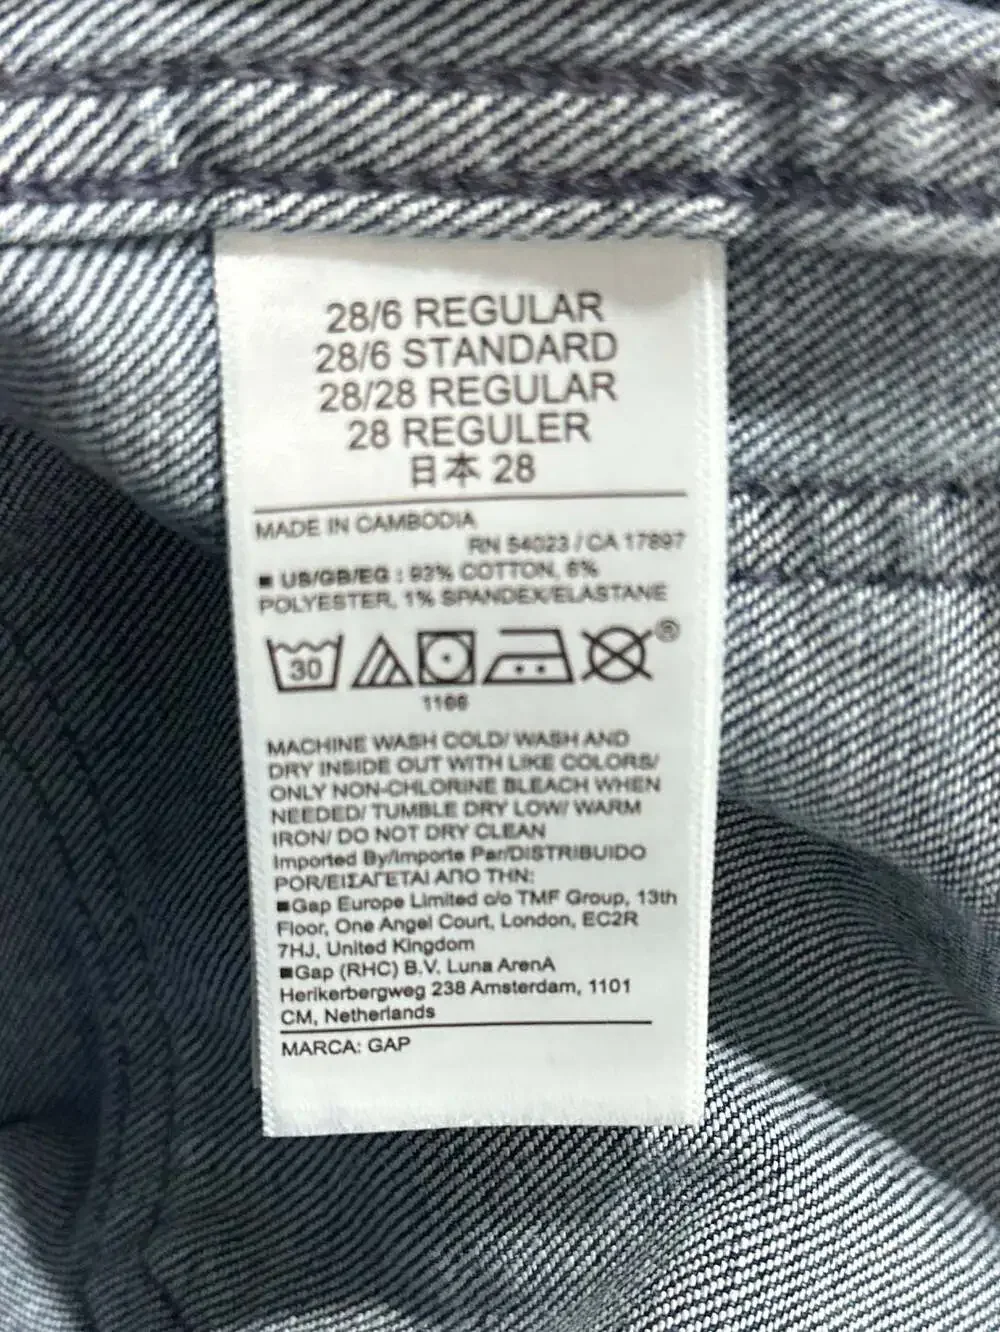 28/6 REGULAR
28/6 STANDARD
28/28 REGULAR
28 REGULER
日本 28
MADE IN CAMBODIA
RN 54023 / CA 17897
■ US/GB/EG : 93% COTTON, 6%
POLYESTER, 1% SPANDEX/ELASTANE
30
®
1166
MACHINE WASH COLD/ WASH AND
DRY INSIDE OUT WITH LIKE COLORS/
ONLY NON-CHLORINE BLEACH WHEN
NEEDED/ TUMBLE DRY LOW/ WARM
IRON/ DO NOT DRY CLEAN
Imported By/Importe Par/DISTRIBUIDO
POR/ΕΙΣΑΓΕΤΑΙ ΑΠΟ ΤΗΝ:
■Gap Europe Limited c/o TMF Group, 13th
Floor, One Angel Court, London, EC2R
7HJ, United Kingdom
■Gap (RHC) B.V. Luna ArenA
Herikerbergweg 238 Amsterdam, 1101
CM, Netherlands
MARCA: GAP